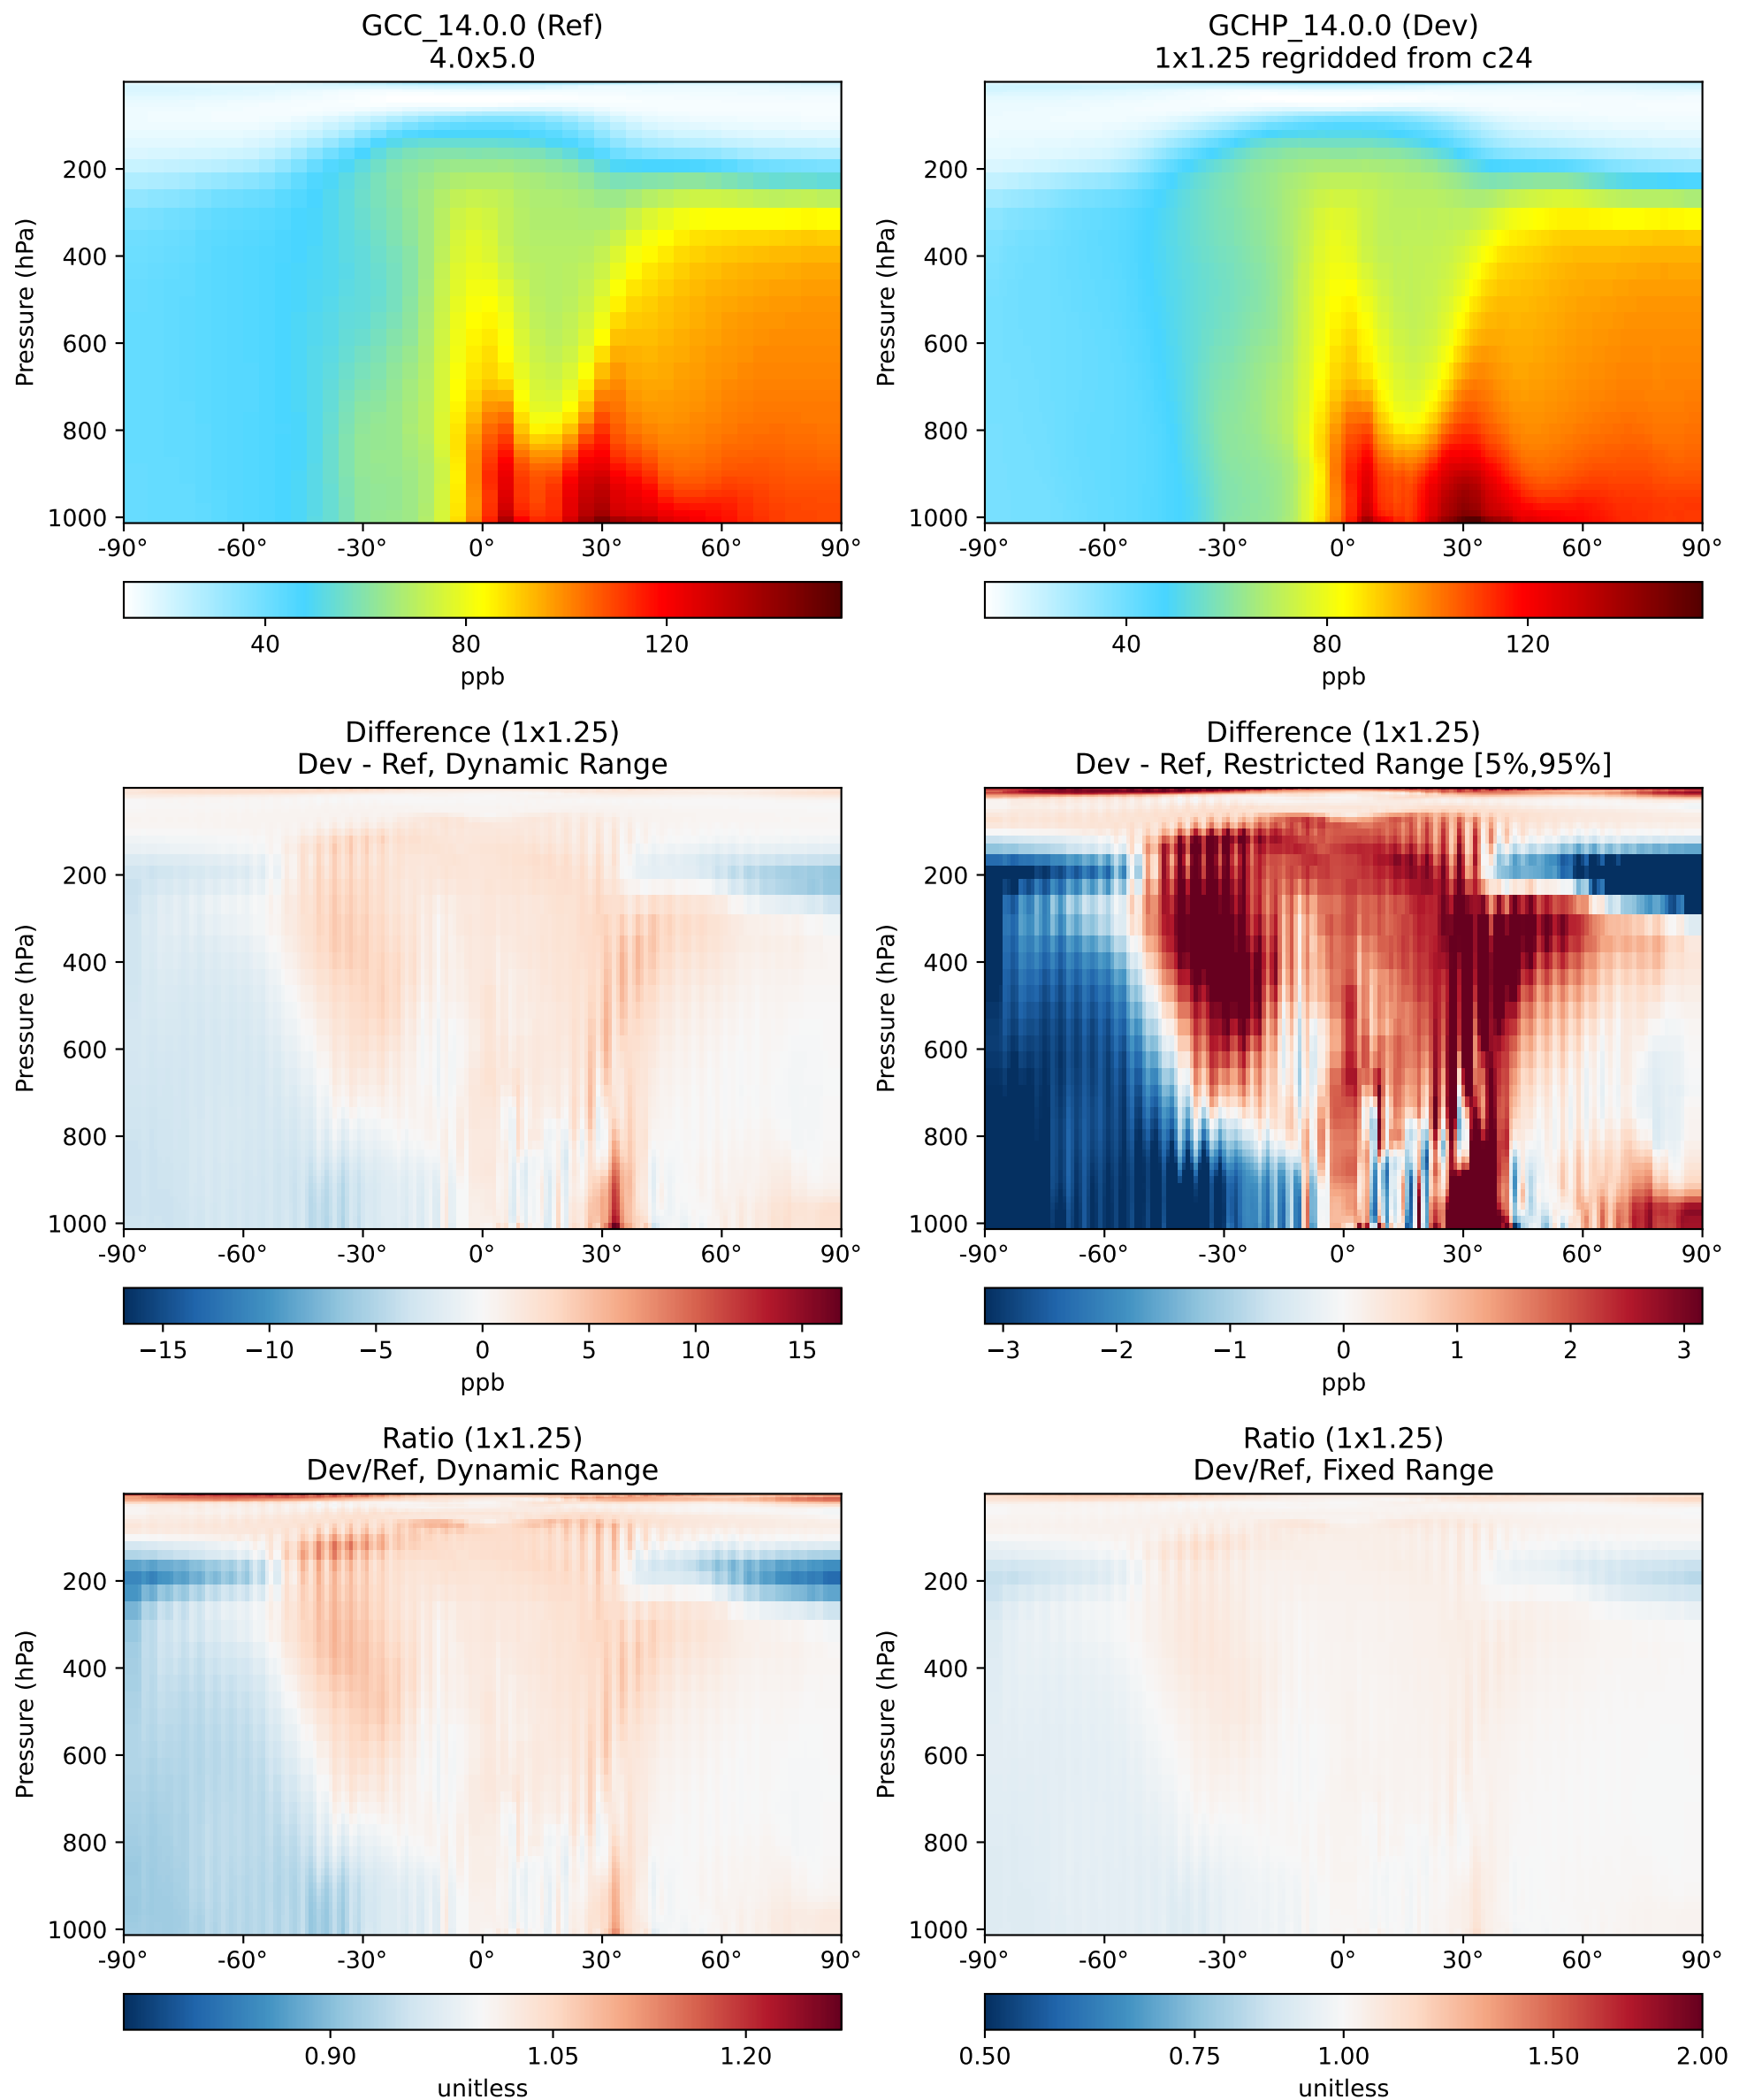 GCC_14.0.0 (Ref)
4.0x5.0
GCHP_14.0.0 (Dev)
1x1.25 regridded from c24
Pressure (hPa)
200
400
600
800
1000
-90° -60° -30° 0° 30° 60° 90°
40 80 120
ppb
Pressure (hPa)
200
400
600
800
1000
-90° -60° -30° 0° 30° 60° 90°
40 80 120
ppb
Difference (1x1.25)
Dev - Ref, Dynamic Range
Difference (1x1.25)
Dev - Ref, Restricted Range [5%,95%]
Pressure (hPa)
200
400
600
800
1000
-90° -60° -30° 0° 30° 60° 90°
−15 −10 −5 0 5 10 15
ppb
Pressure (hPa)
200
400
600
800
1000
-90° -60° -30° 0° 30° 60° 90°
−3 −2 −1 0 1 2 3
ppb
Ratio (1x1.25)
Dev/Ref, Dynamic Range
Ratio (1x1.25)
Dev/Ref, Fixed Range
Pressure (hPa)
200
400
600
800
1000
-90° -60° -30° 0° 30° 60° 90°
0.90 1.05 1.20
unitless
Pressure (hPa)
200
400
600
800
1000
-90° -60° -30° 0° 30° 60° 90°
0.50 0.75 1.00 1.50 2.00
unitless